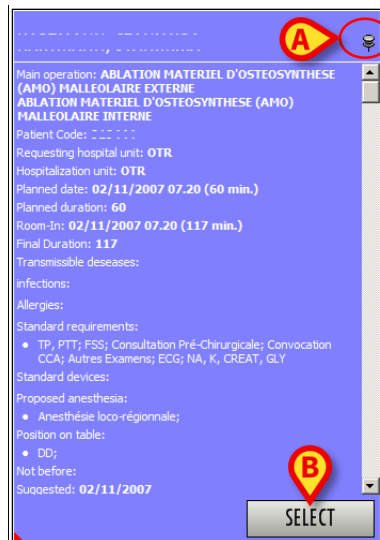 A
Main operation: ABLATION MATERIEL D'OSTEOSYNTHESE
(AMO) MALLEOLAIRE EXTERNE
ABLATION MATERIEL D'OSTEOSYNTHESE (AMO)
MALLEOLAIRE INTERNE
Patient Code:
Requesting hospital unit: OTR
Hospitalization unit: OTR
Planned date: 02/11/2007 07.20 (60 min.)
Planned duration: 60
Room-In: 02/11/2007 07.20 (117 min.)
Final Duration: 117
Transmissible deseases:
infections:
Allergies:
Standard requirements:
• TP, PTT; FSS; Consultation Pré-Chirurgicale; Convocation
CCA; Autres Examens; ECG; NA, K, CREAT, GLY
Standard devices:
Proposed anesthesia:
• Anesthésie loco-régionnale;
Position on table:
• DD;
Not before:
Suggested: 02/11/2007
B
SELECT